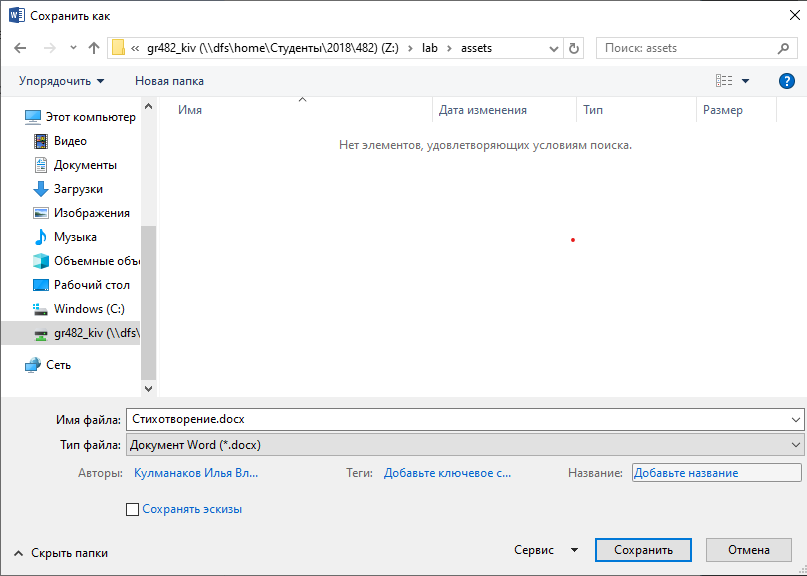 Сохранить как
« gr482_kiv (\\dfs\home\Студенты\2018\482) (Z:) › lab › assets
Поиск: assets
Упорядочить Новая папка
Имя Дата изменения Тип Размер
Нет элементов, удовлетворяющих условиям поиска.
Этот компьютер
Видео
Документы
Загрузки
Изображения
Музыка
Объемные объ
Рабочий стол
Windows (C:)
gr482_kiv (\\dfs\
Сеть
Имя файла: Стихотворение.docx
Тип файла: Документ Word (*.docx)
Авторы: Кулманаков Илья Вл... Теги: Добавьте ключевое с... Название: Добавьте название
Сохранять эскизы
Скрыть папки Сервис Сохранить Отмена